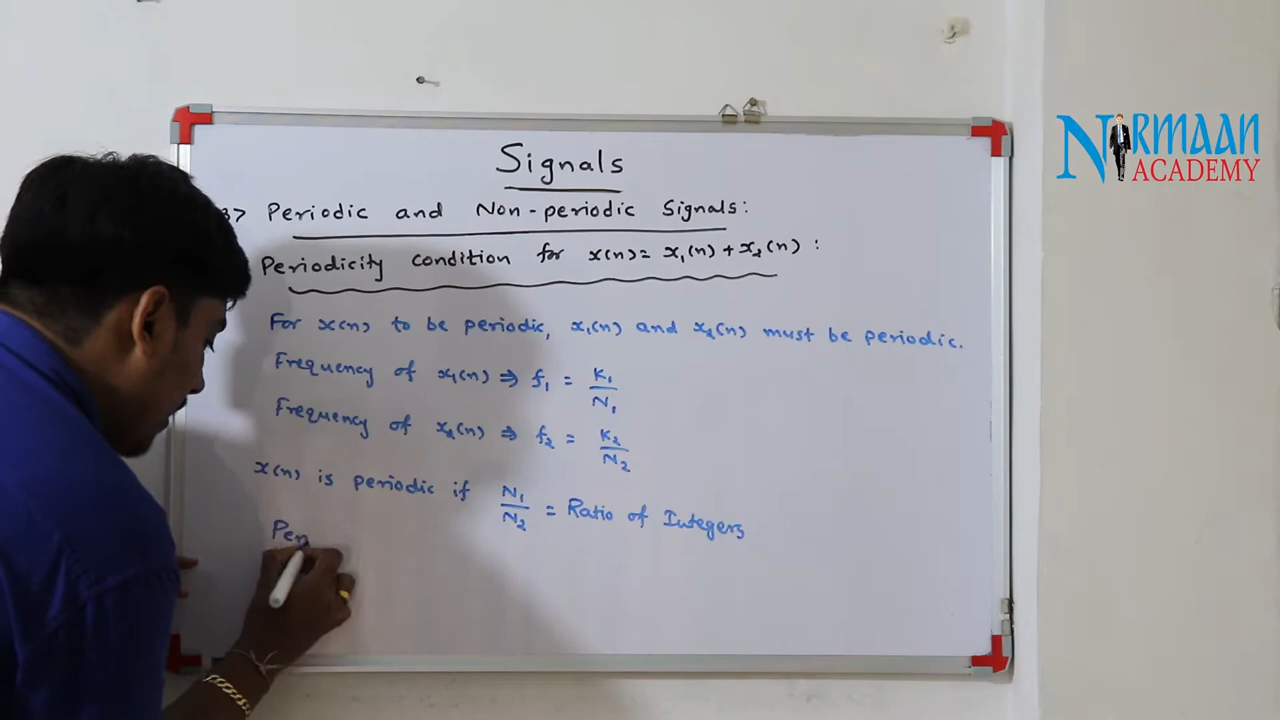 Signals
3> Periodic and Non-periodic Signals:
Periodicity condition for x(n) = x₁(n) + x₂(n) :
For x(n) to be periodic, x₁(n) and x₂(n) must be periodic.
Frequency of x₁(n) ⇒ f₁ = K₁/N₁
Frequency of x₂(n) ⇒ f₂ = K₂/N₂
x(n) is periodic if N₁/N₂ = Ratio of Integers
Per
NIRMAAN
ACADEMY